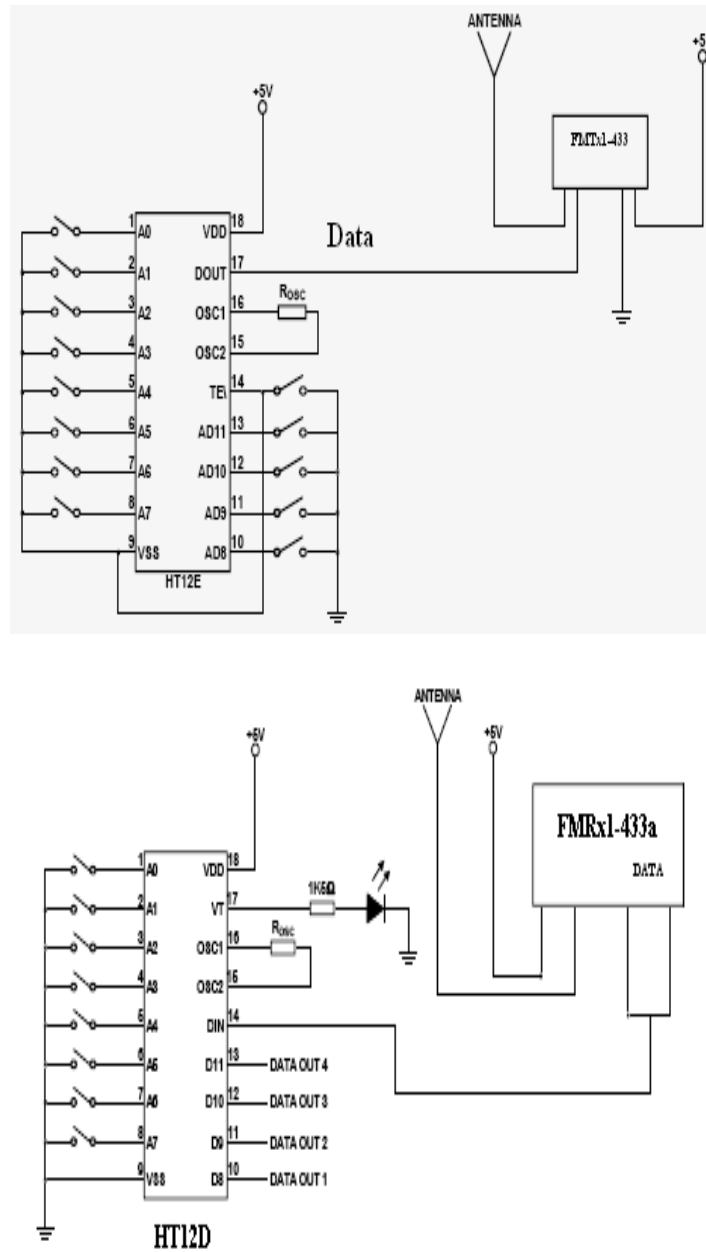 ANTENNA
+5
+5V
FMTx1-433
1 A0 VDD 18
Data
2 A1 DOUT 17
3 A2 OSC1 16 ROSC
4 A3 OSC2 15
5 A4 TE\ 14
6 A5 AD11 13
7 A6 AD10 12
8 A7 AD9 11
9 VSS AD8 10
HT12E
ANTENNA
+5V
+5V
FMRx1-433a
DATA
1 A0 VDD 18
2 A1 VT 17 1K5Ω
3 A2 OSC1 16 ROSC
4 A3 OSC2 15
5 A4 DIN 14
6 A5 D11 13 DATA OUT 4
7 A6 D10 12 DATA OUT 3
8 A7 D9 11 DATA OUT 2
9 VSS D8 10 DATA OUT 1
HT12D